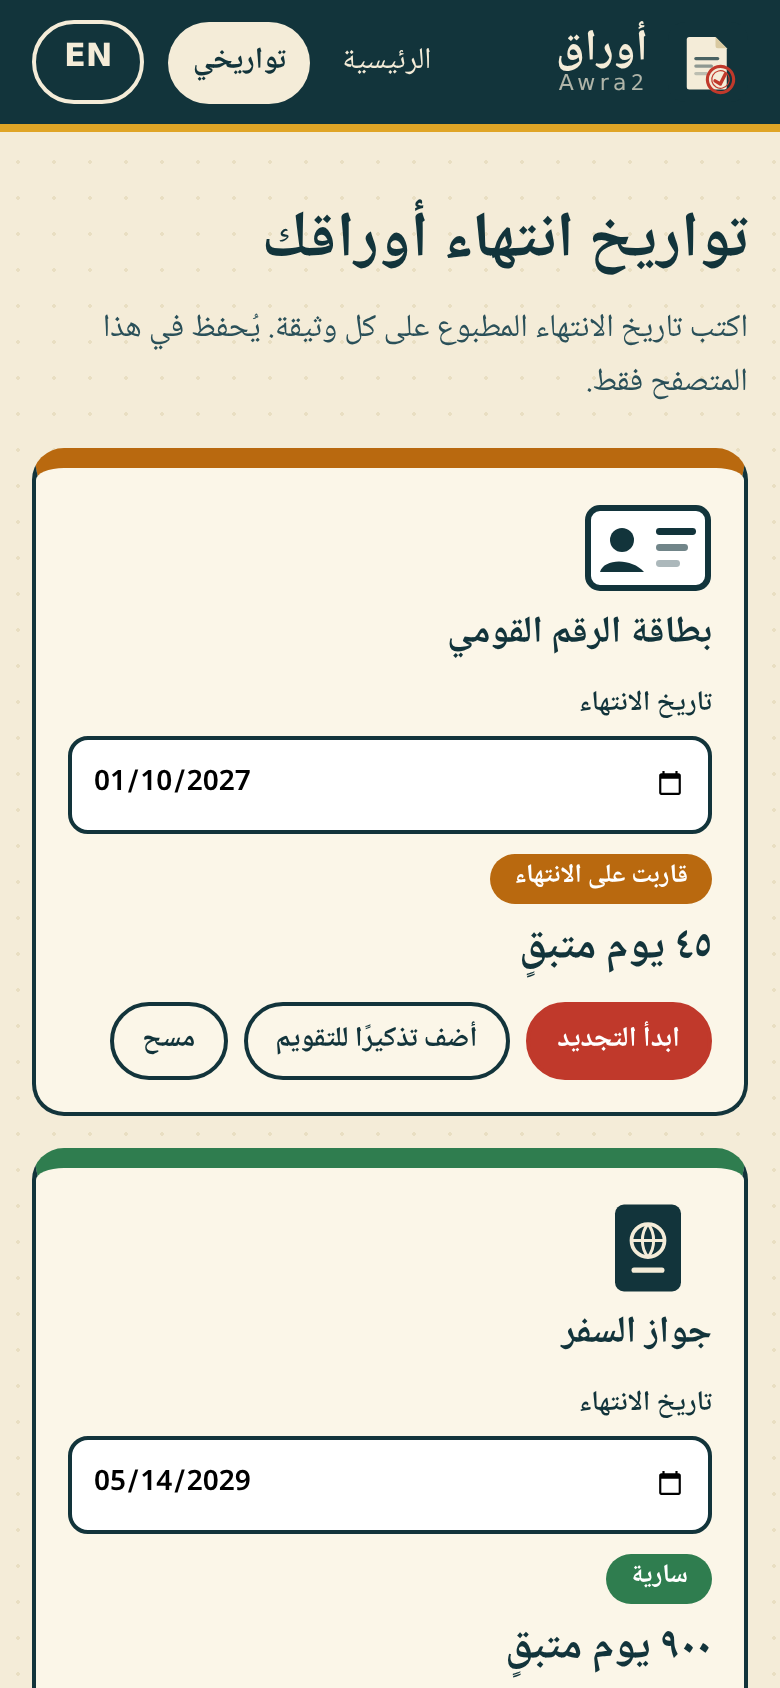 أوراق
Awra2
الرئيسية
تواريخي
EN
تواريخ انتهاء أوراقك
اكتب تاريخ الانتهاء المطبوع على كل وثيقة. يُحفظ في هذا
المتصفح فقط.
بطاقة الرقم القومي
تاريخ الانتهاء
01/10/2027
قاربت على الانتهاء
٤٥ يوم متبقٍ
ابدأ التجديد
أضف تذكيرًا للتقويم
مسح
جواز السفر
تاريخ الانتهاء
05/14/2029
سارية
٩٠٠ يوم متبقٍ